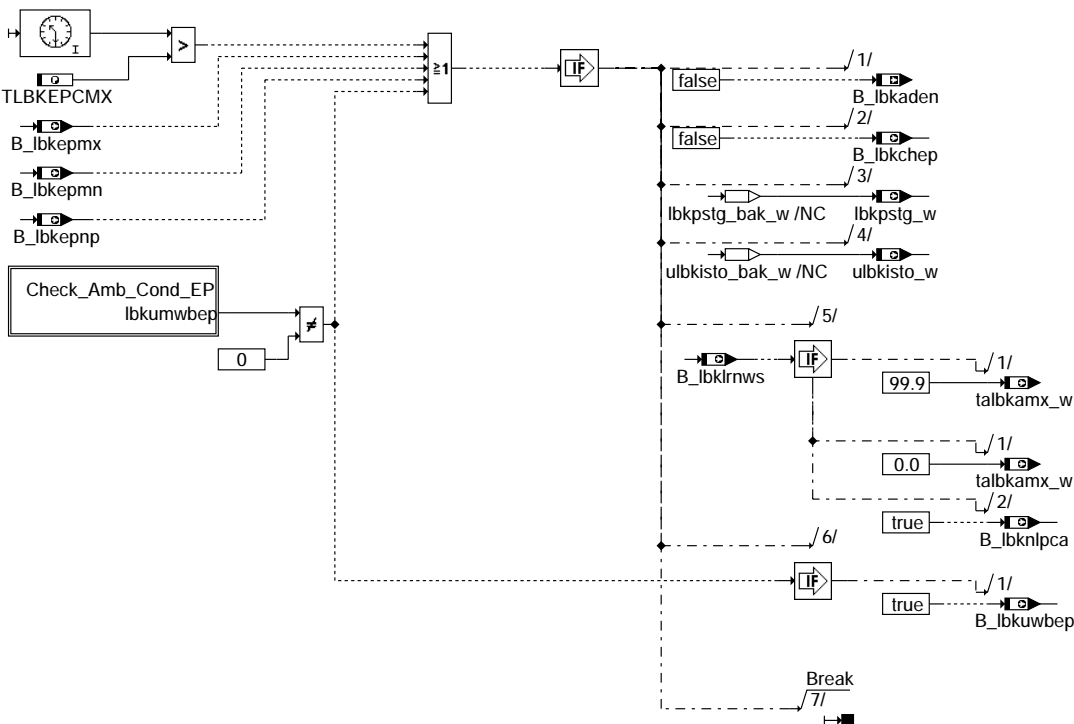 I
>
TLBKEPCMX
≥1
IF
B_lbkepmx
B_lbkepmn
B_lbkepnp
1/
false
B_lbkaden
2/
false
B_lbkchep
3/
lbkpstg_bak_w /NC
lbkpstg_w
4/
ulbkisto_bak_w /NC
ulbkisto_w
Check_Amb_Cond_EP
lbkumwbep
≠
0
5/
B_lbklrnws
IF
1/
99.9
talbkamx_w
1/
0.0
talbkamx_w
2/
true
B_lbknlpca
6/
IF
1/
true
B_lbkuwbep
Break
7/